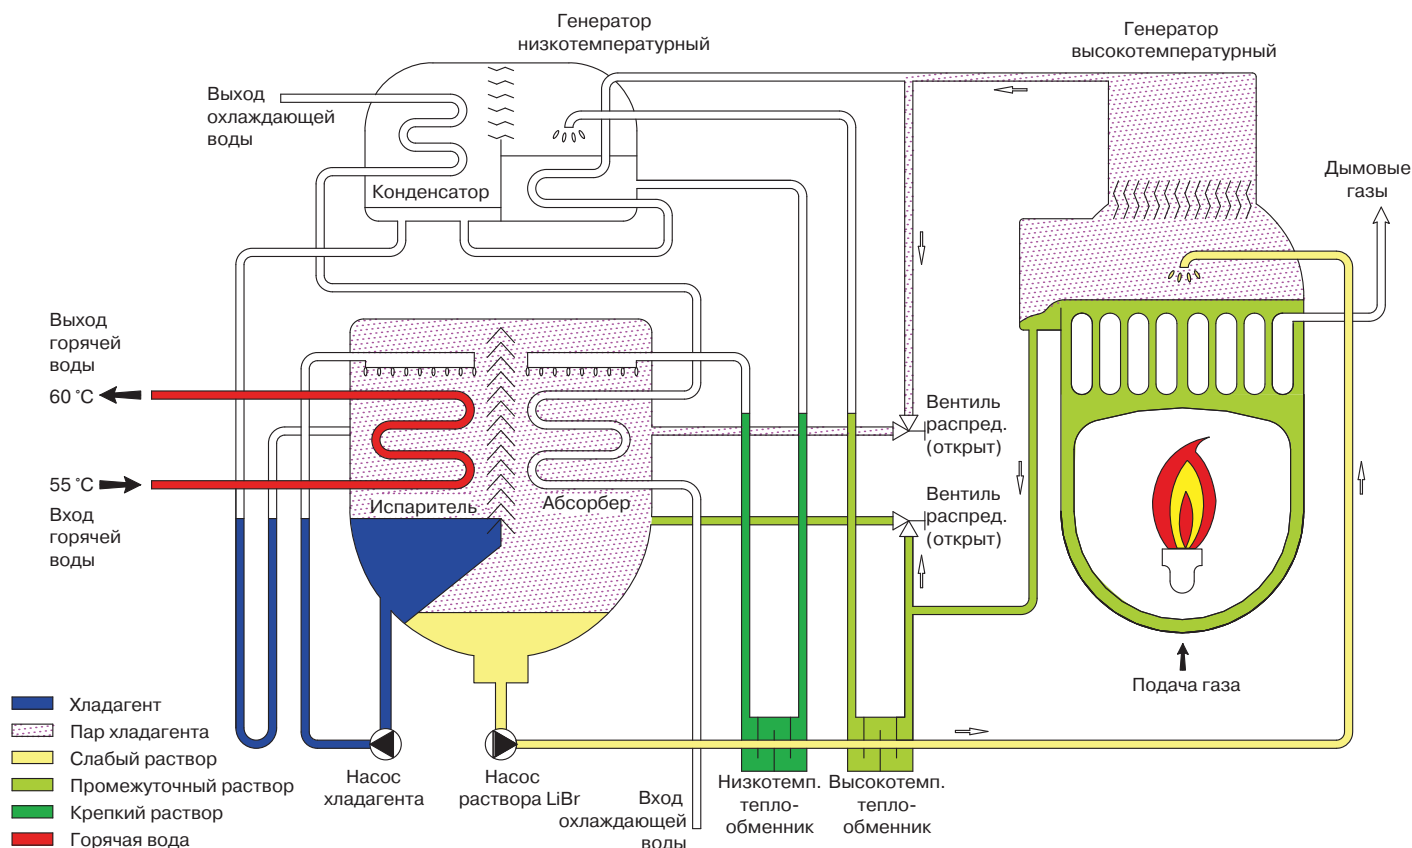 Генератор
низкотемпературный
Генератор
высокотемпературный
Выход
охлаждающей
воды
Конденсатор
Дымовые
газы
Выход
горячей
воды
60 °C
55 °C
Вход
горячей
воды
Испаритель
Абсорбер
Вентиль
распред.
(открыт)
Вентиль
распред.
(открыт)
Подача газа
Хладагент
Пар хладагента
Слабый раствор
Промежуточный раствор
Крепкий раствор
Горячая вода
Насос
хладагента
Насос
раствора LiBr
Вход
охлаждающей
воды
Низкотемп.
тепло-
обменник
Высокотемп.
тепло-
обменник